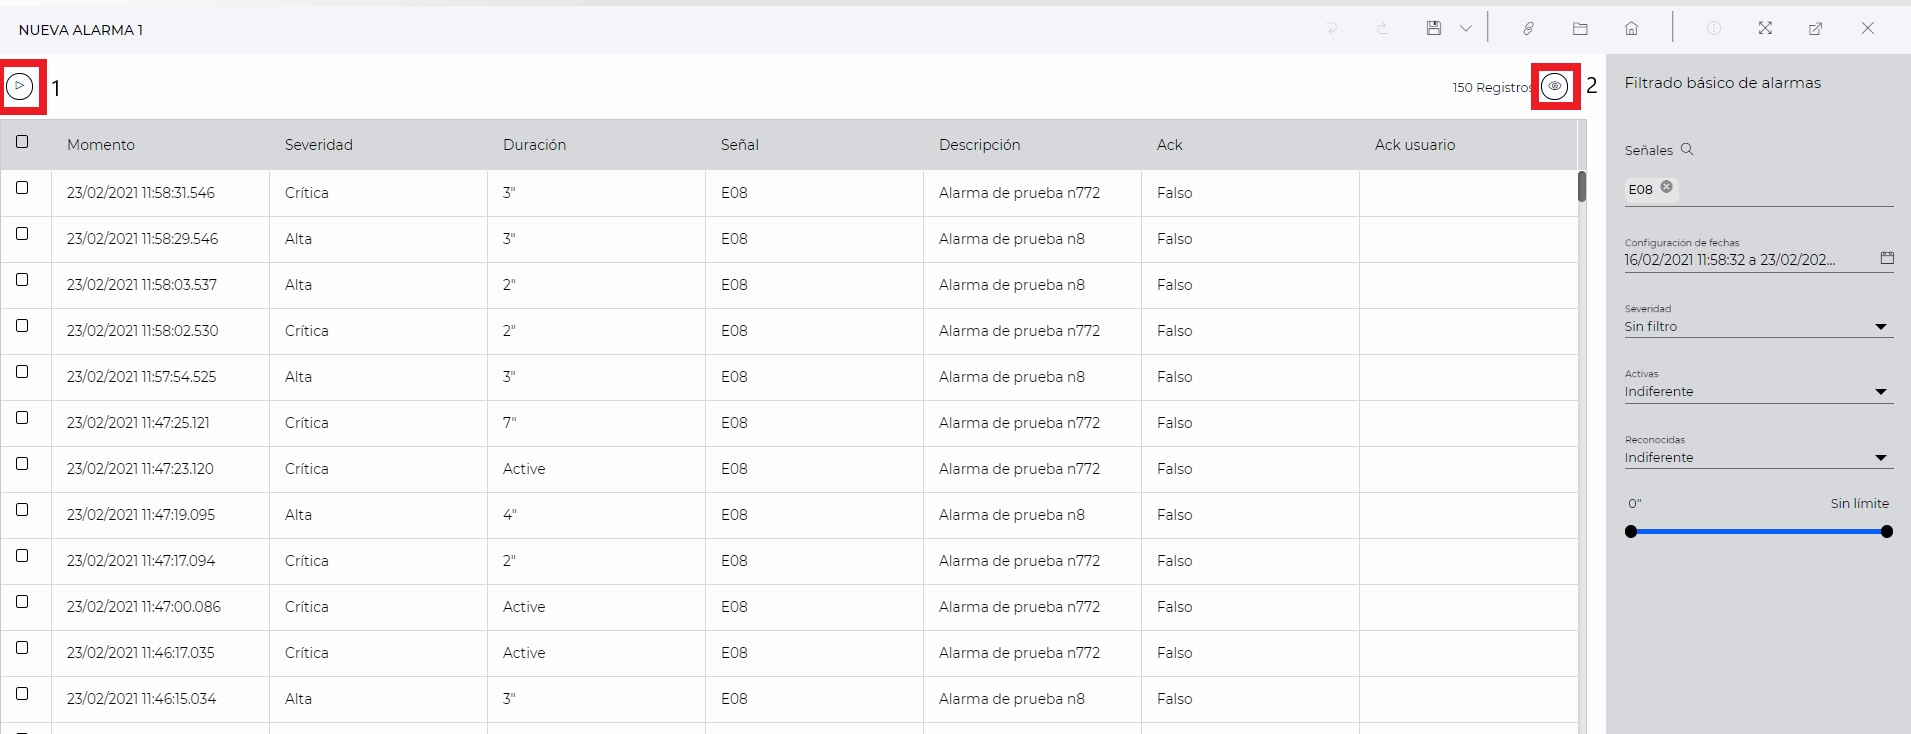 NUEVA ALARMA 1
1
150 Registros
2
Momento Severidad Duración Señal Descripción Ack Ack usuario
23/02/2021 11:58:31.546 Crítica 3" E08 Alarma de prueba n772 Falso
23/02/2021 11:58:29.546 Alta 3" E08 Alarma de prueba n8 Falso
23/02/2021 11:58:03.537 Alta 2" E08 Alarma de prueba n8 Falso
23/02/2021 11:58:02.530 Crítica 2" E08 Alarma de prueba n772 Falso
23/02/2021 11:57:54.525 Alta 3" E08 Alarma de prueba n8 Falso
23/02/2021 11:47:25.121 Crítica 7" E08 Alarma de prueba n772 Falso
23/02/2021 11:47:23.120 Crítica Active E08 Alarma de prueba n772 Falso
23/02/2021 11:47:19.095 Alta 4" E08 Alarma de prueba n8 Falso
23/02/2021 11:47:17.094 Crítica 2" E08 Alarma de prueba n772 Falso
23/02/2021 11:47:00.086 Crítica Active E08 Alarma de prueba n772 Falso
23/02/2021 11:46:17.035 Crítica Active E08 Alarma de prueba n772 Falso
23/02/2021 11:46:15.034 Alta 3" E08 Alarma de prueba n8 Falso
Filtrado básico de alarmas
Señales
E08
Configuración de fechas
16/02/2021 11:58:32 a 23/02/202...
Severidad
Sin filtro
Activas
Indiferente
Reconocidas
Indiferente
0" Sin límite